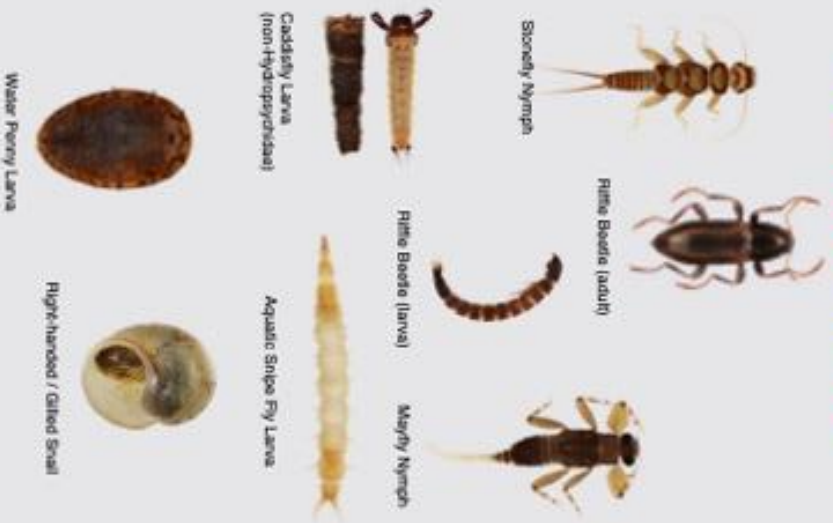 Stonefly Nymph
Riffle Beetle (adult)
Caddisfly Larva
(non-Hydropsychidae)
Riffle Beetle (larva)
Mayfly Nymph
Water Penny Larva
Aquatic Snipe Fly Larva
Right-handed / Gilled Snail